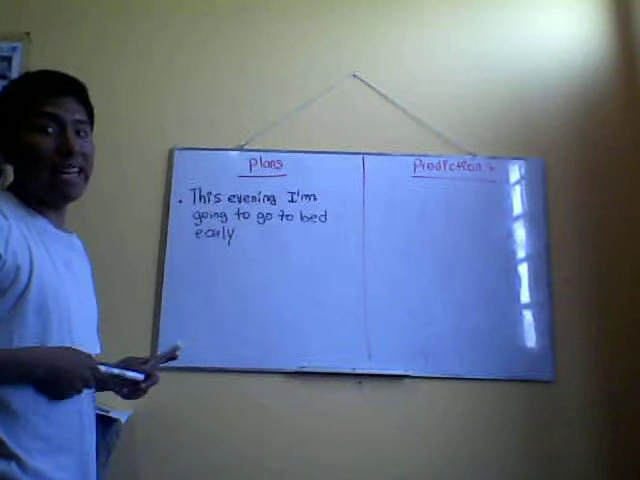 Plans
Predictions
. This evening I'm
going to go to bed
early